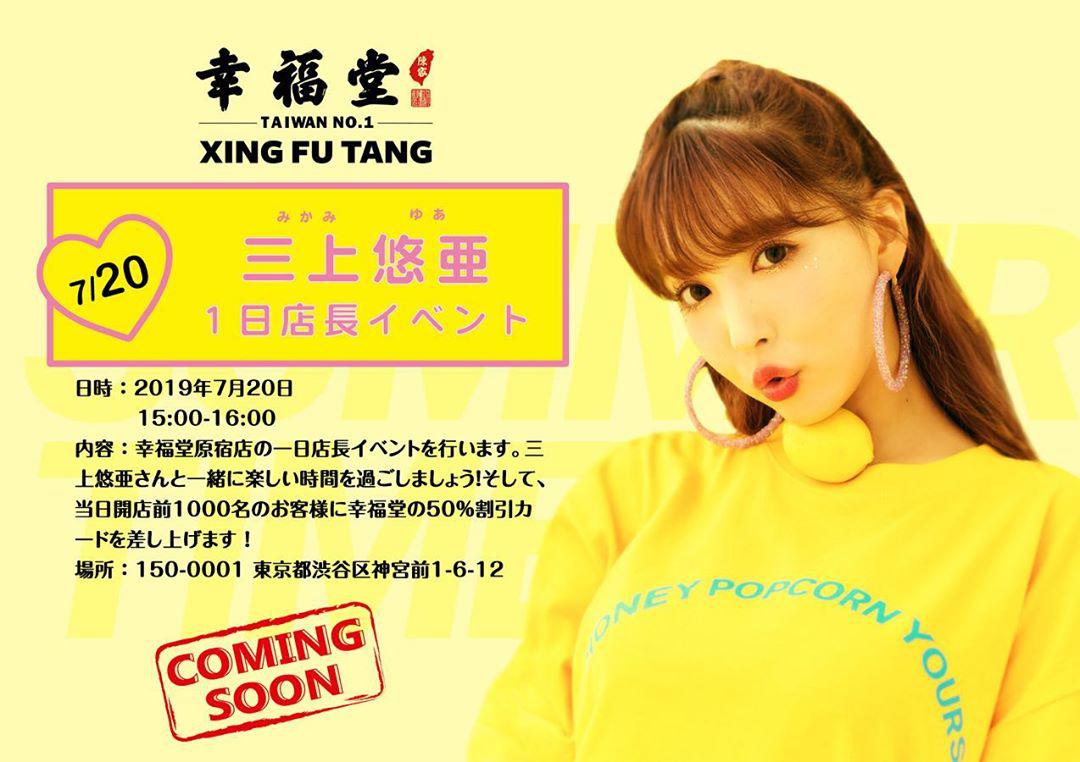 幸福堂
陳家
TAIWAN NO.1
XING FU TANG
みかみ ゆあ
三上悠亜
7/20
1日店長イベント
日時：2019年7月20日
15:00-16:00
内容：幸福堂原宿店の一日店長イベントを行います。三
上悠亜さんと一緒に楽しい時間を過ごしましょう!そして、
当日開店前1000名のお客様に幸福堂の50%割引カ
ードを差し上げます！
場所：150-0001 東京都渋谷区神宮前1-6-12
COMING
SOON
SUMMER
TIME
HONEY POPCORN YOURS